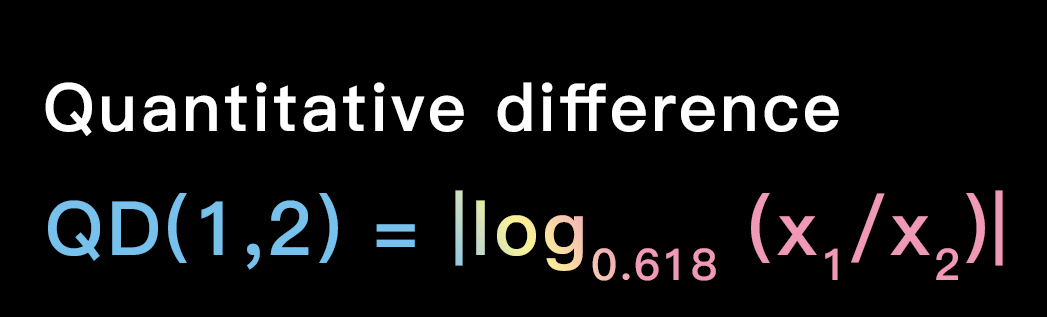 Quantitative difference
QD(1,2) = |log₀.₆₁₈ (x₁/x₂)|